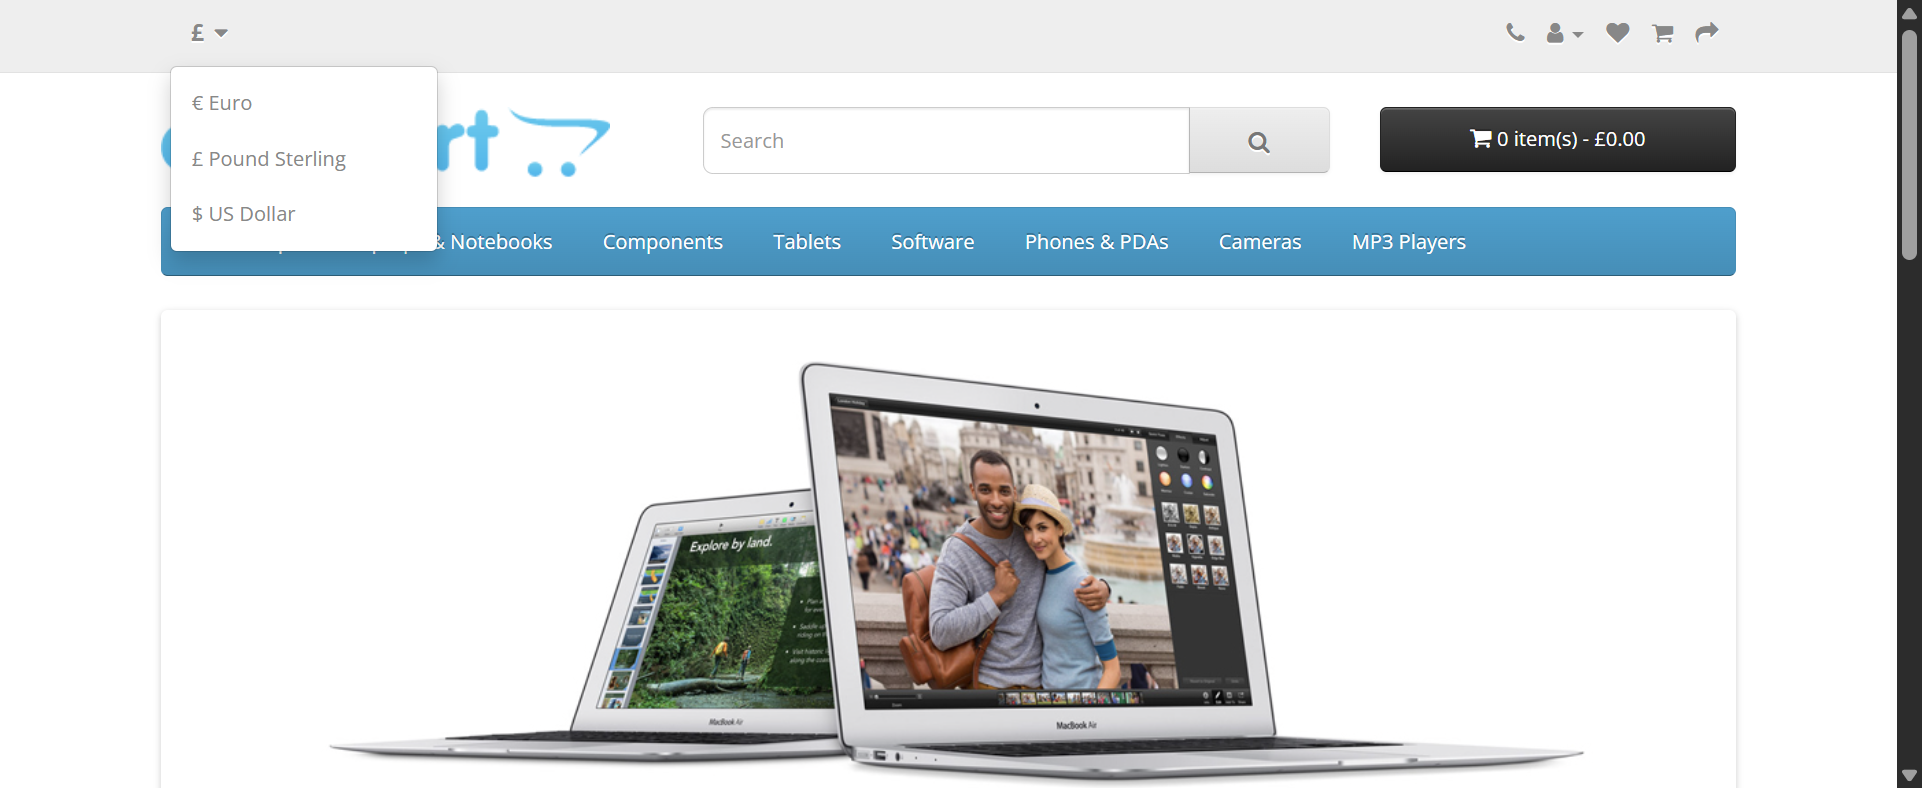 £
€ Euro
£ Pound Sterling
$ US Dollar
rt
Search
0 item(s) - £0.00
& Notebooks
Components
Tablets
Software
Phones & PDAs
Cameras
MP3 Players
Explore by land.
MacBook Air
MacBook Air